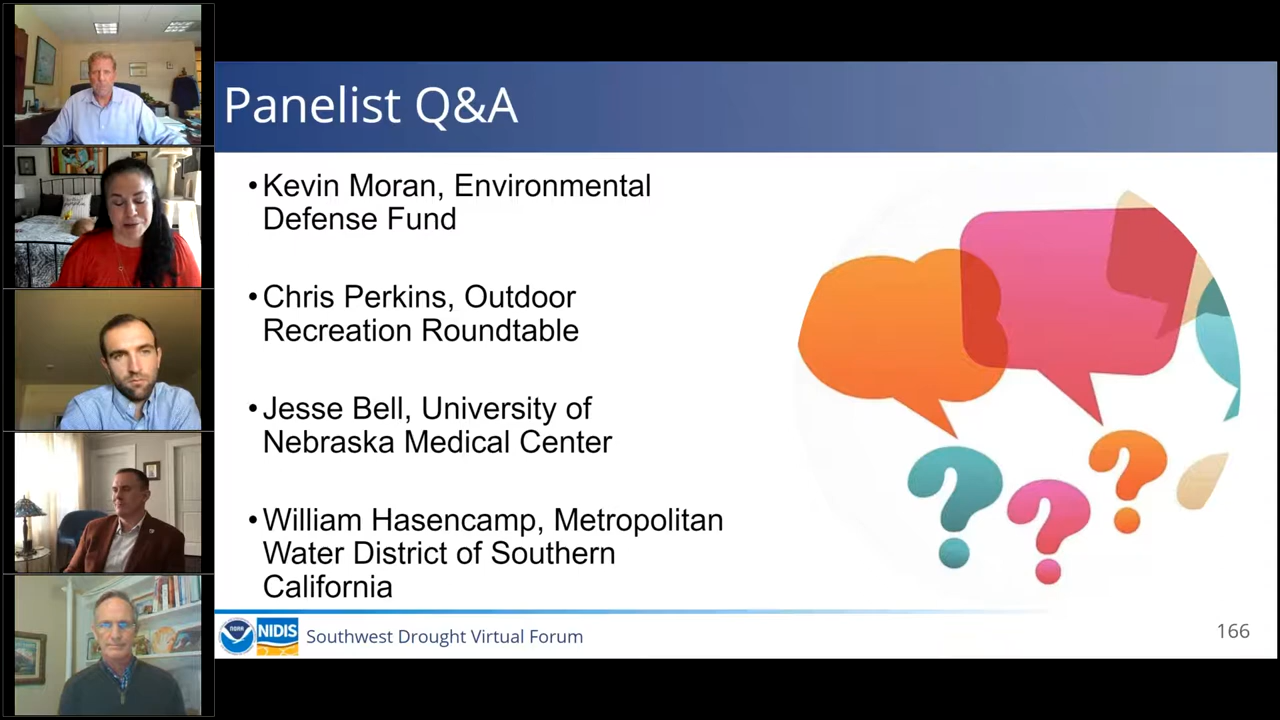 Panelist Q&A
•Kevin Moran, Environmental
Defense Fund
•Chris Perkins, Outdoor
Recreation Roundtable
•Jesse Bell, University of
Nebraska Medical Center
•William Hasencamp, Metropolitan
Water District of Southern
California
NOAA
NIDIS
Southwest Drought Virtual Forum
166